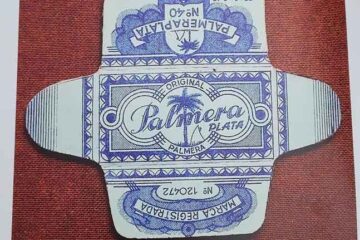 Nº 40
PALMERA PLATA
ORIGINAL
Palmera
PLATA
PALMERA
Nº 120472
MARCA REGISTRADA